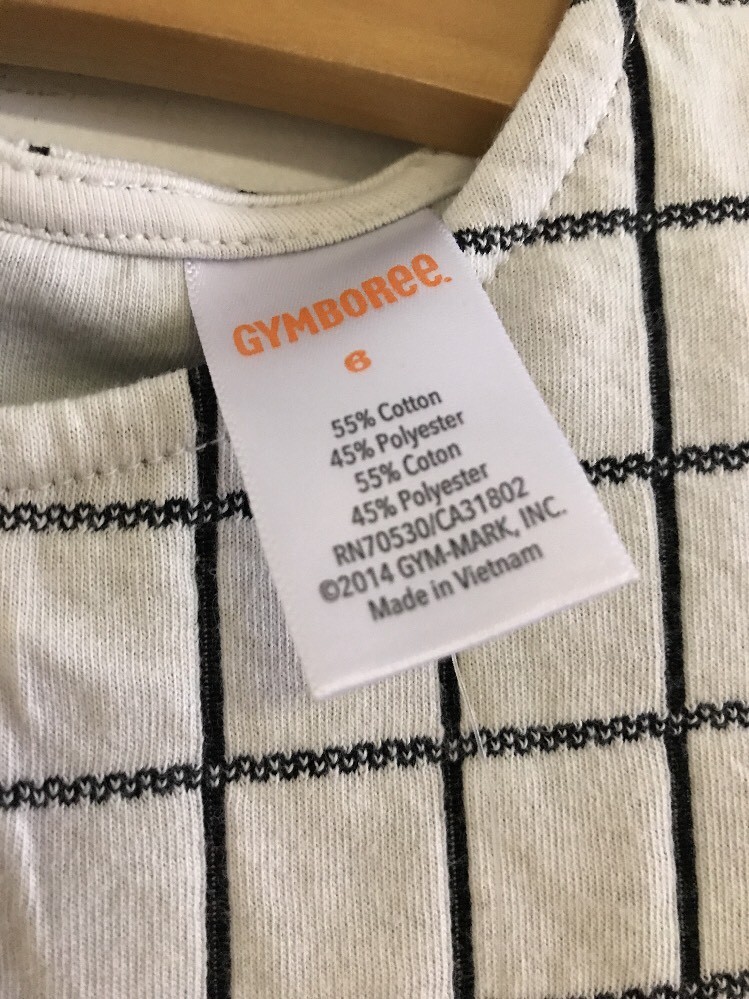 GYMBOREE.
6
55% Cotton
45% Polyester
55% Coton
45% Polyester
RN70530/CA31802
©2014 GYM-MARK, INC.
Made in Vietnam